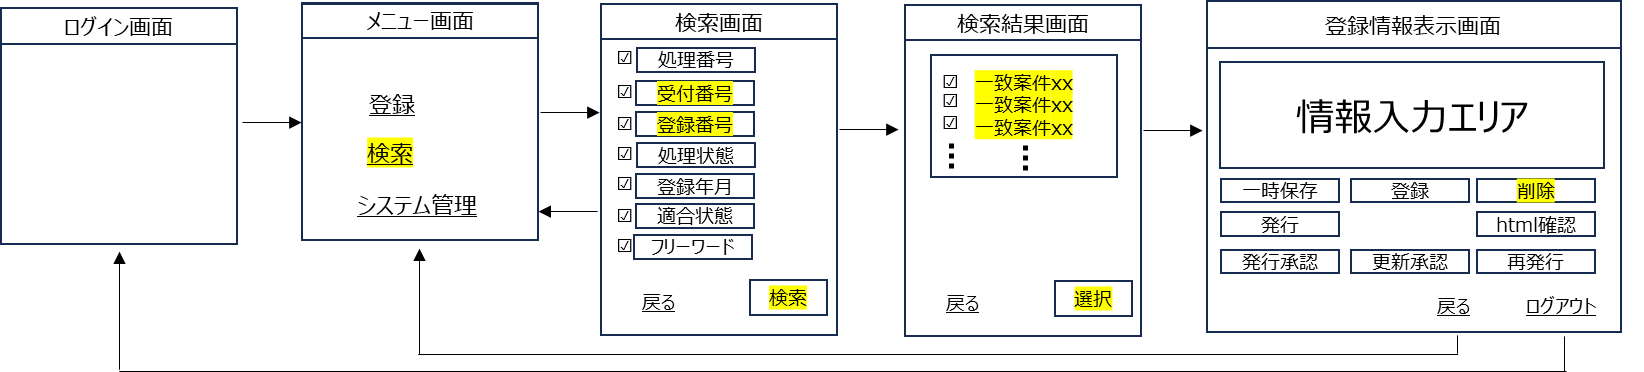 ログイン画面
メニュー画面
登録
検索
システム管理
検索画面
☑ 処理番号
☑ 受付番号
☑ 登録番号
☑ 処理状態
☑ 登録年月
☑ 適合状態
☑ フリーワード
戻る
検索
検索結果画面
☑ 一致案件xx
☑ 一致案件xx
☑ 一致案件xx
戻る
選択
登録情報表示画面
情報入力エリア
一時保存 登録 削除
発行 html確認
発行承認 更新承認 再発行
戻る ログアウト